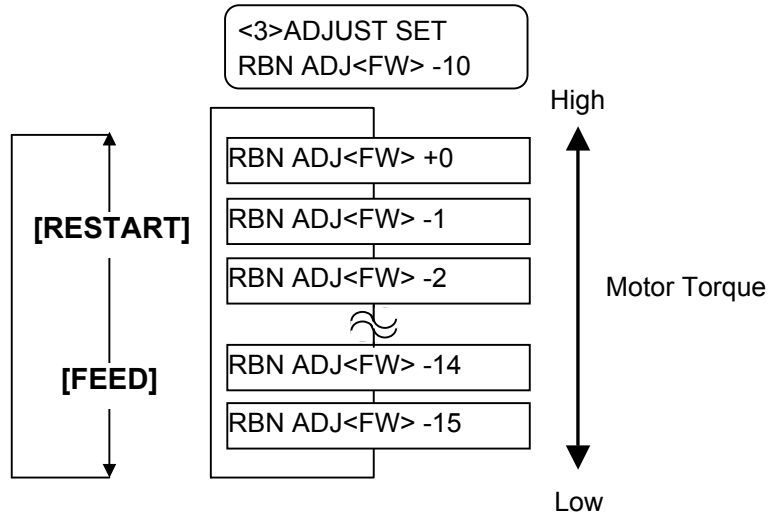 <3>ADJUST SET
RBN ADJ<FW> -10
High
RBN ADJ<FW> +0
[RESTART]
RBN ADJ<FW> -1
RBN ADJ<FW> -2
Motor Torque
[FEED]
RBN ADJ<FW> -14
RBN ADJ<FW> -15
Low